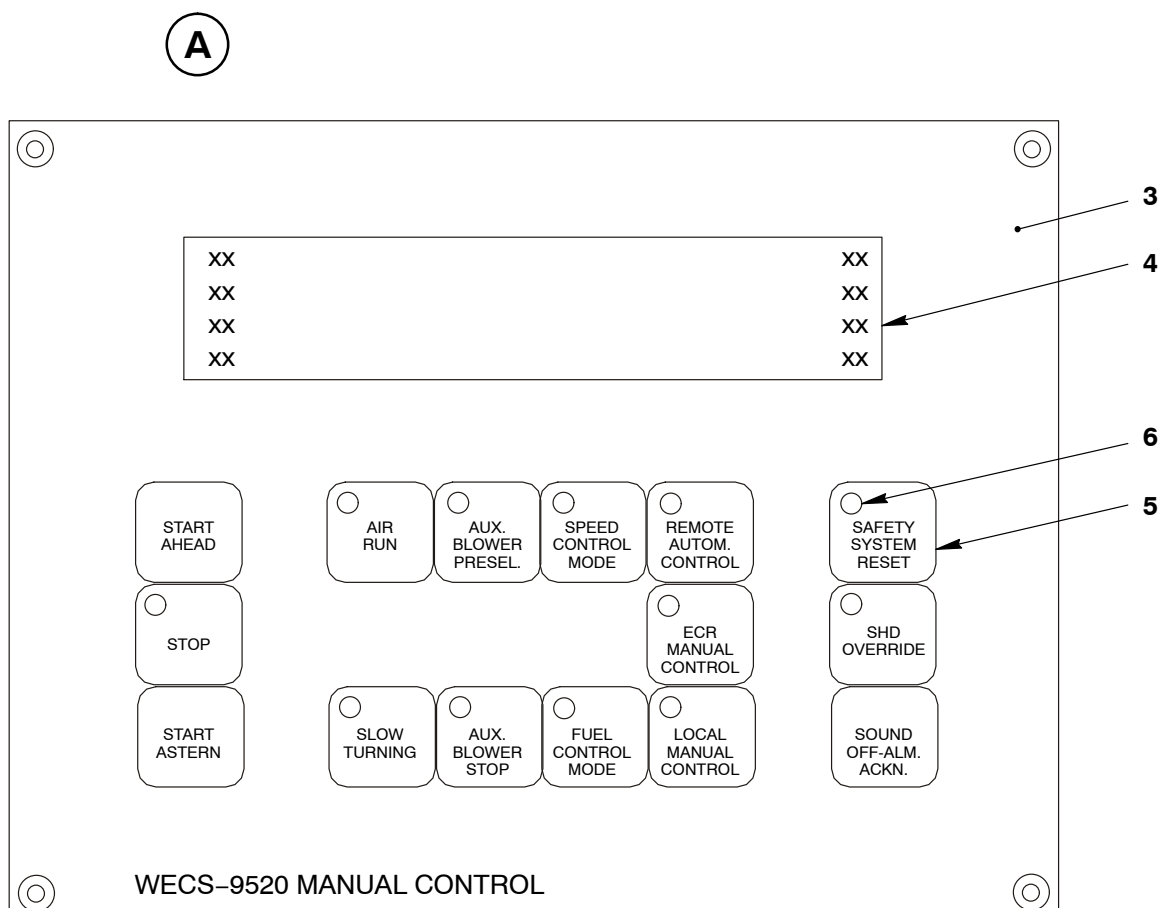 A
3
XX XX
XX XX
4
XX XX
XX XX
6
5
START
AHEAD
AIR
RUN
AUX.
BLOWER
PRESEL.
SPEED
CONTROL
MODE
REMOTE
AUTOM.
CONTROL
SAFETY
SYSTEM
RESET
STOP
ECR
MANUAL
CONTROL
SHD
OVERRIDE
START
ASTERN
SLOW
TURNING
AUX.
BLOWER
STOP
FUEL
CONTROL
MODE
LOCAL
MANUAL
CONTROL
SOUND
OFF-ALM.
ACKN.
WECS−9520 MANUAL CONTROL